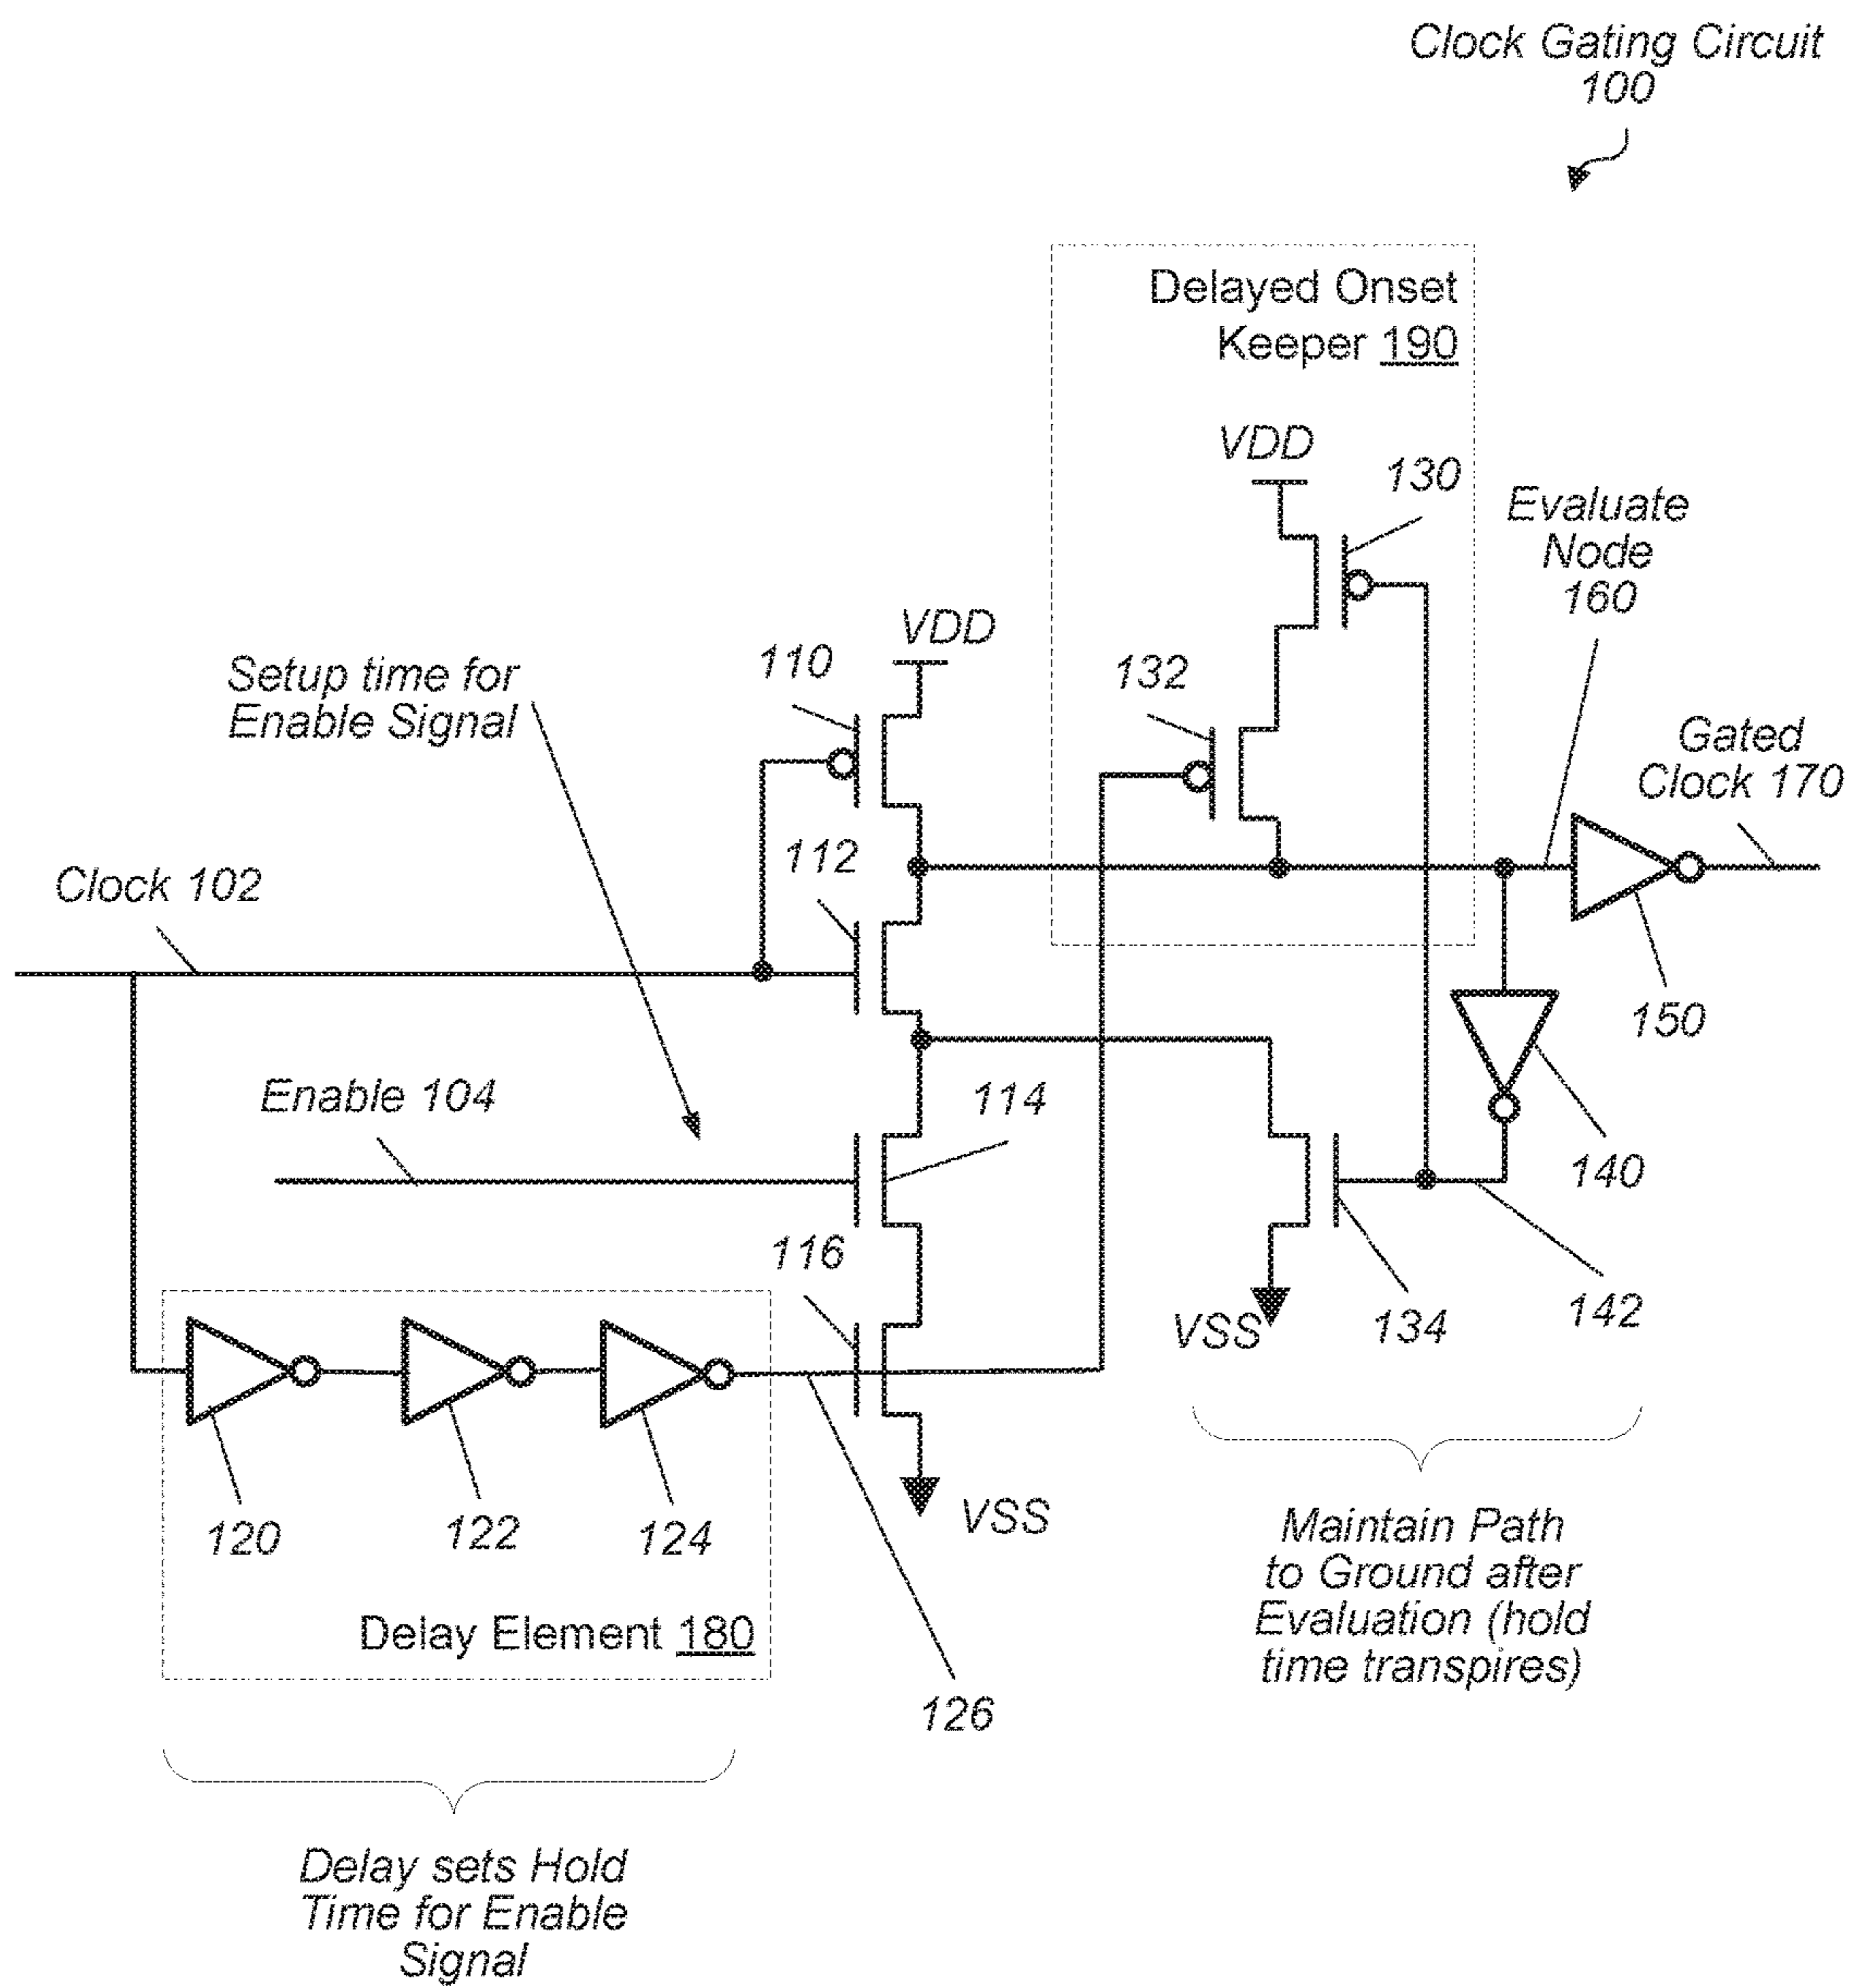 Clock Gating Circuit
100
Delayed Onset
Keeper 190
VDD
130
Evaluate
Node
160
VDD
Setup time for
Enable Signal
110
132
Gated
Clock 170
112
Clock 102
150
Enable 104
114
140
116
VSS
134
142
120
122
124
VSS
Delay Element 180
126
Maintain Path
to Ground after
Evaluation (hold
time transpires)
Delay sets Hold
Time for Enable
Signal